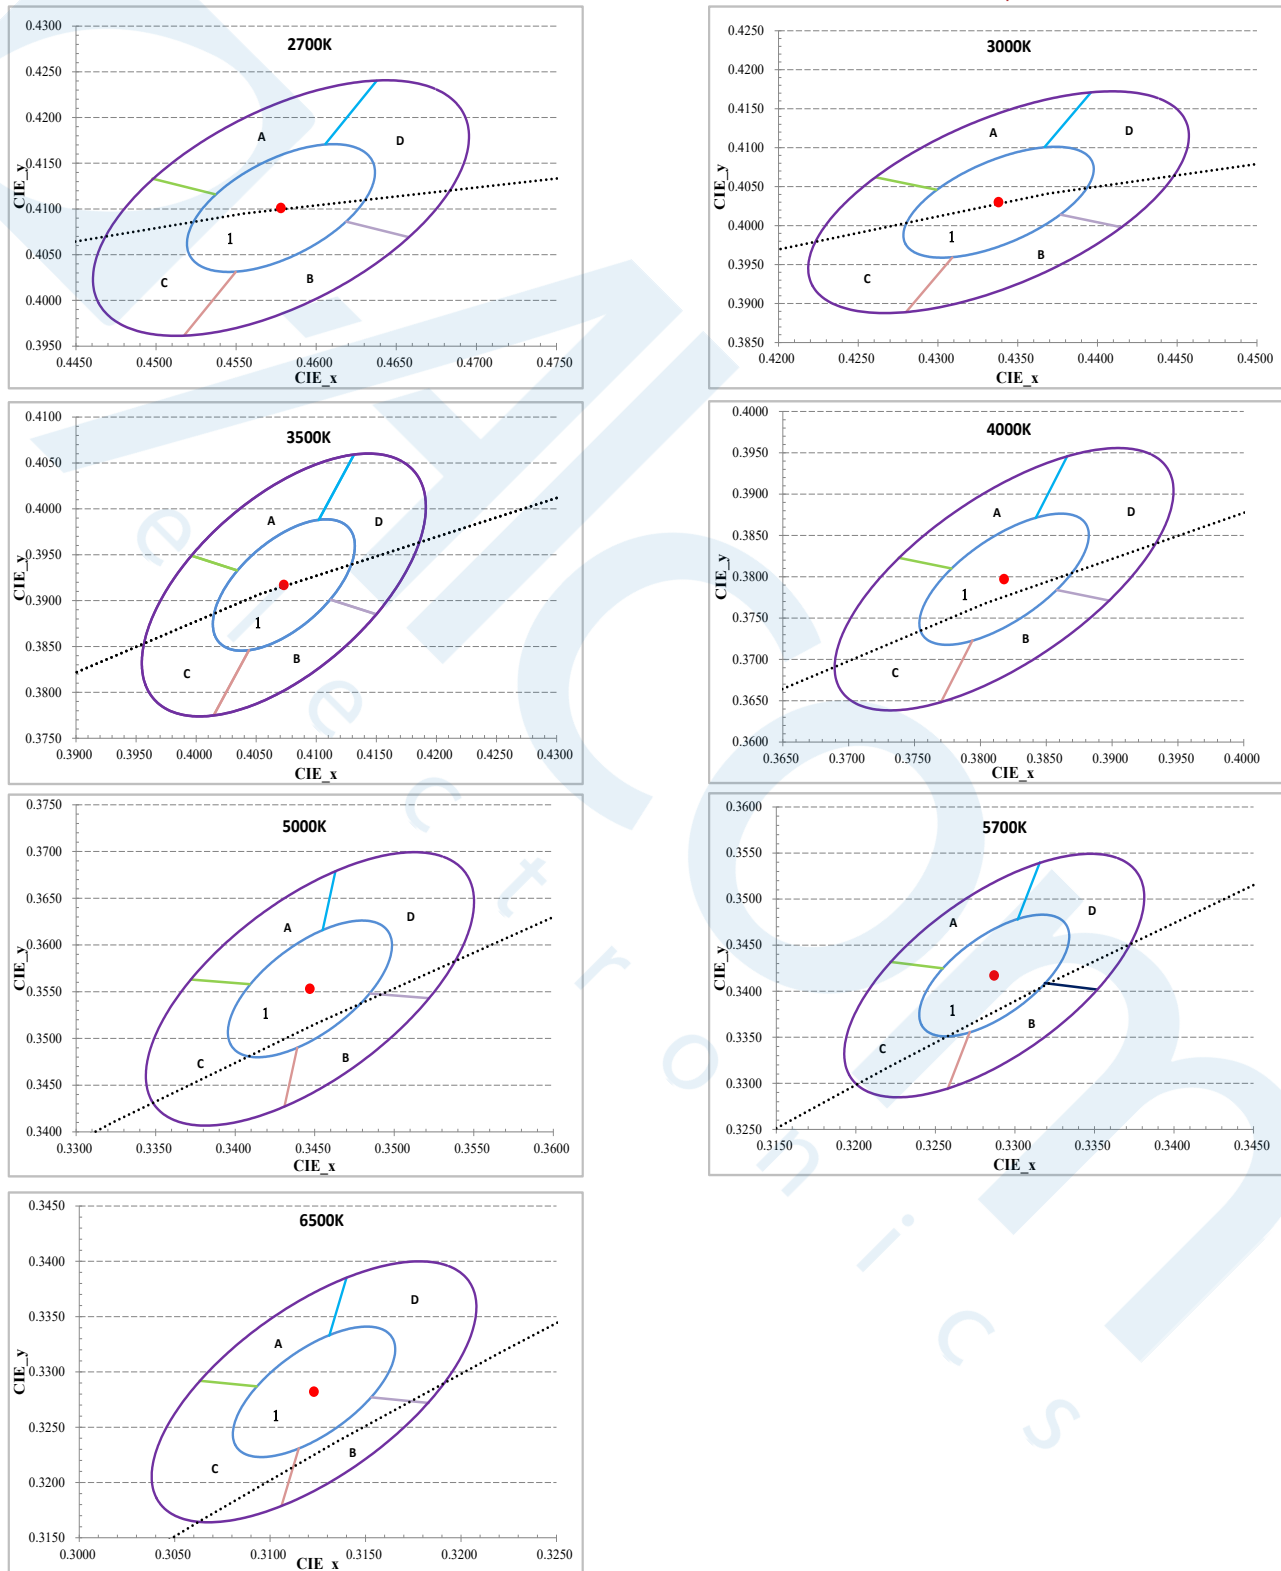 2700K
0.4300
0.4250
0.4200
0.4150
0.4100
0.4050
0.4000
0.3950
CIE_y
A
D
1
C
B
0.4450 0.4500 0.4550 0.4600 0.4650 0.4700 0.4750
CIE_x
3000K
0.4250
0.4200
0.4150
0.4100
0.4050
0.4000
0.3950
0.3900
0.3850
CIE_y
A
D
1
B
C
0.4200 0.4250 0.4300 0.4350 0.4400 0.4450 0.4500
CIE_x
3500K
0.4100
0.4050
0.4000
0.3950
0.3900
0.3850
0.3800
0.3750
CIE_y
A
D
1
B
C
0.3900 0.3950 0.4000 0.4050 0.4100 0.4150 0.4200 0.4250 0.4300
CIE_x
4000K
0.4000
0.3950
0.3900
0.3850
0.3800
0.3750
0.3700
0.3650
0.3600
CIE_y
A
D
1
B
C
0.3650 0.3700 0.3750 0.3800 0.3850 0.3900 0.3950 0.4000
CIE_x
5000K
0.3750
0.3700
0.3650
0.3600
0.3550
0.3500
0.3450
0.3400
CIE_y
A
D
1
B
C
0.3300 0.3350 0.3400 0.3450 0.3500 0.3550 0.3600
CIE_x
5700K
0.3600
0.3550
0.3500
0.3450
0.3400
0.3350
0.3300
0.3250
CIE_y
A
D
1
B
C
0.3150 0.3200 0.3250 0.3300 0.3350 0.3400 0.3450
CIE_x
6500K
0.3450
0.3400
0.3350
0.3300
0.3250
0.3200
0.3150
CIE_y
D
A
1
B
C
0.3000 0.3050 0.3100 0.3150 0.3200 0.3250
CIE_x
electronics